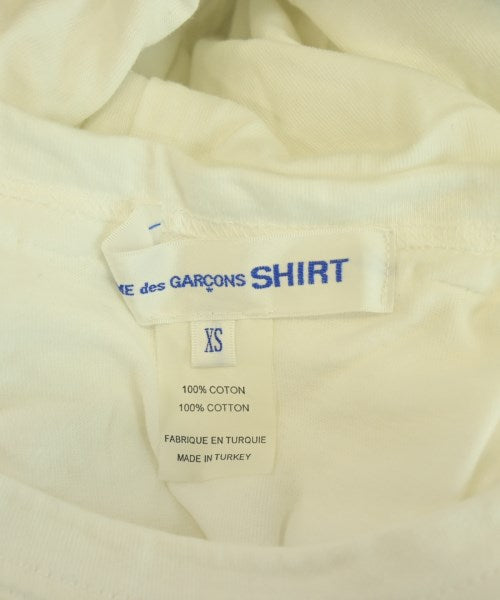 ME des GARÇONS SHIRT
XS
100% COTON
100% COTTON
FABRIQUE EN TURQUIE
MADE IN TURKEY